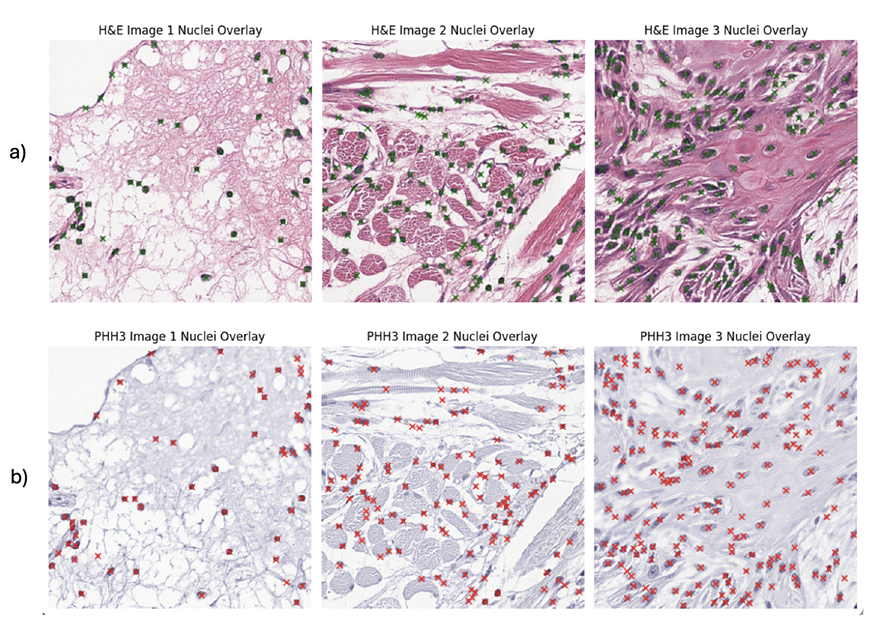 H&E Image 1 Nuclei Overlay
H&E Image 2 Nuclei Overlay
H&E Image 3 Nuclei Overlay
a)
PHH3 Image 1 Nuclei Overlay
PHH3 Image 2 Nuclei Overlay
PHH3 Image 3 Nuclei Overlay
b)